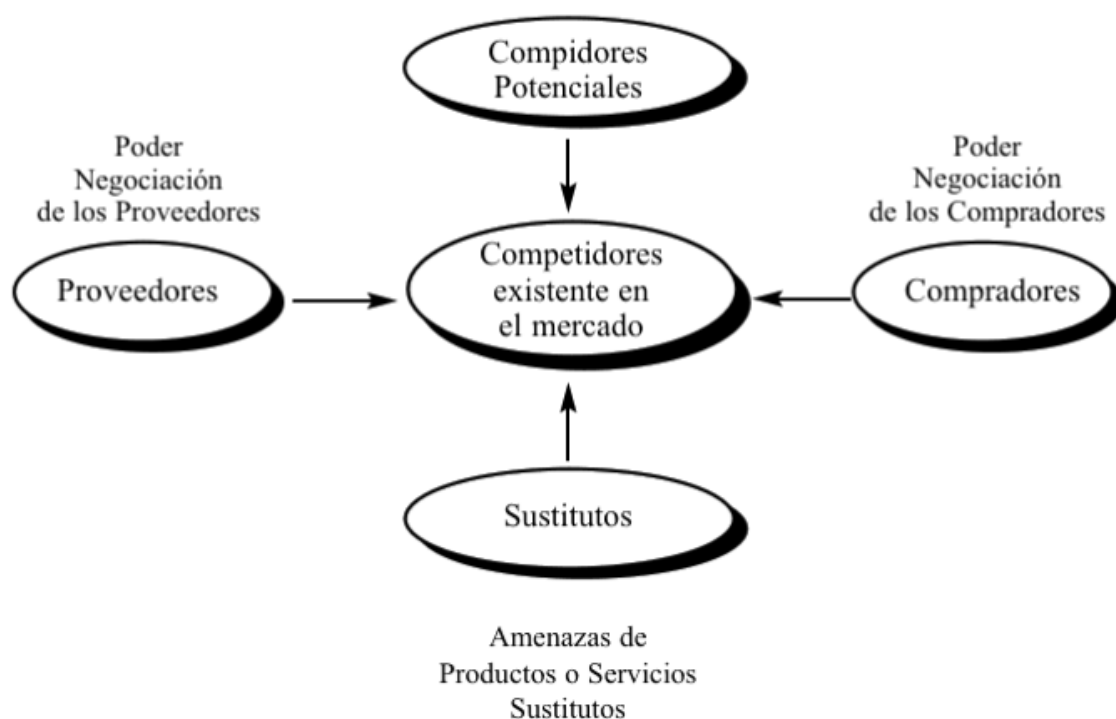 Compidores
Potenciales
Poder
Negociación
de los Proveedores
Poder
Negociación
de los Compradores
Proveedores
Competidores
existente en
el mercado
Compradores
Sustitutos
Amenazas de
Productos o Servicios
Sustitutos